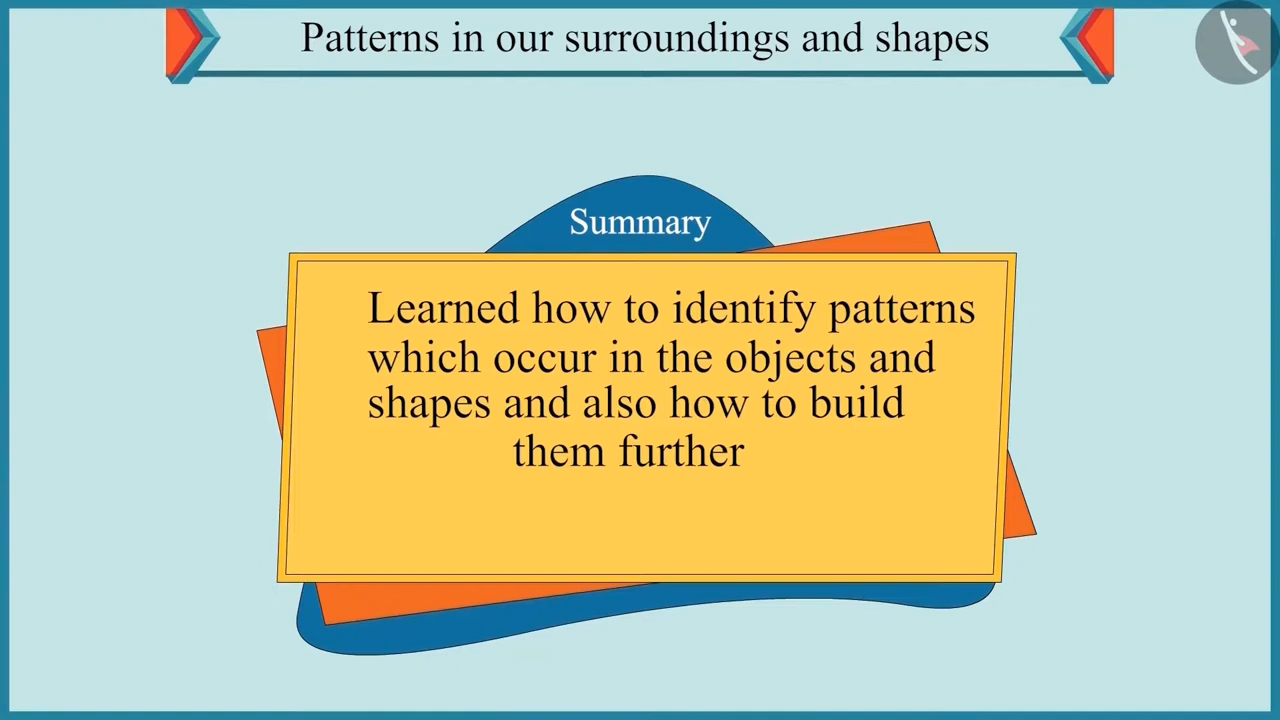 Patterns in our surroundings and shapes
Summary
Learned how to identify patterns
which occur in the objects and
shapes and also how to build
them further